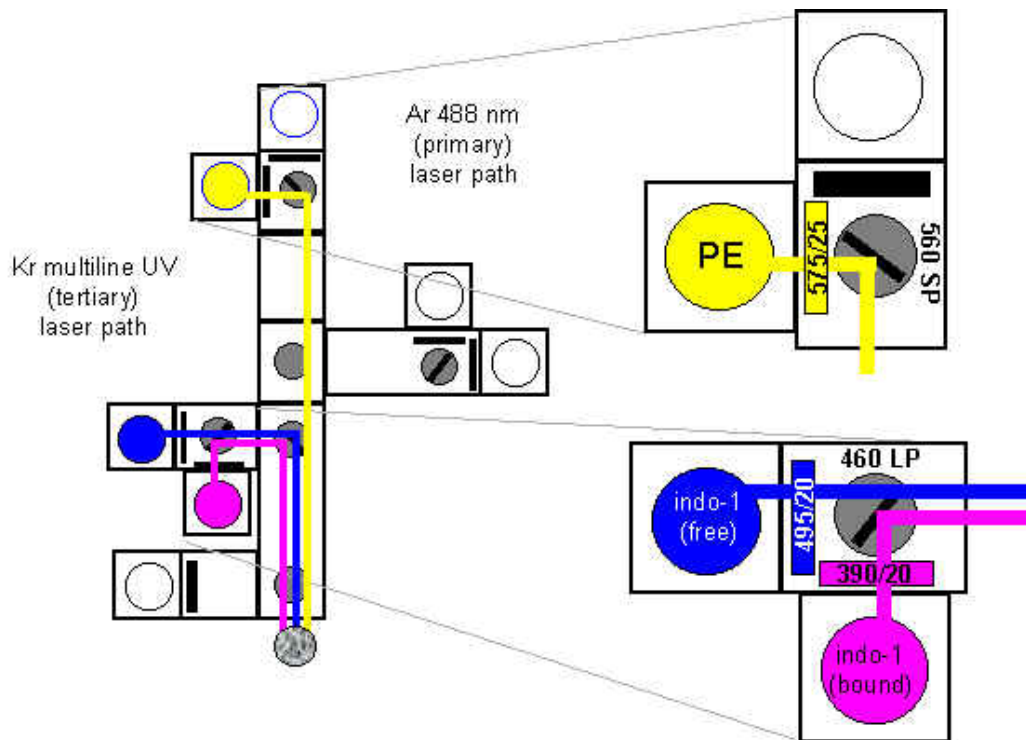 Ar 488 nm
(primary)
laser path
Kr multiline UV
(tertiary)
laser path
PE
575/25
560 SP
460 LP
indo-1
(free)
495/20
390/20
indo-1
(bound)